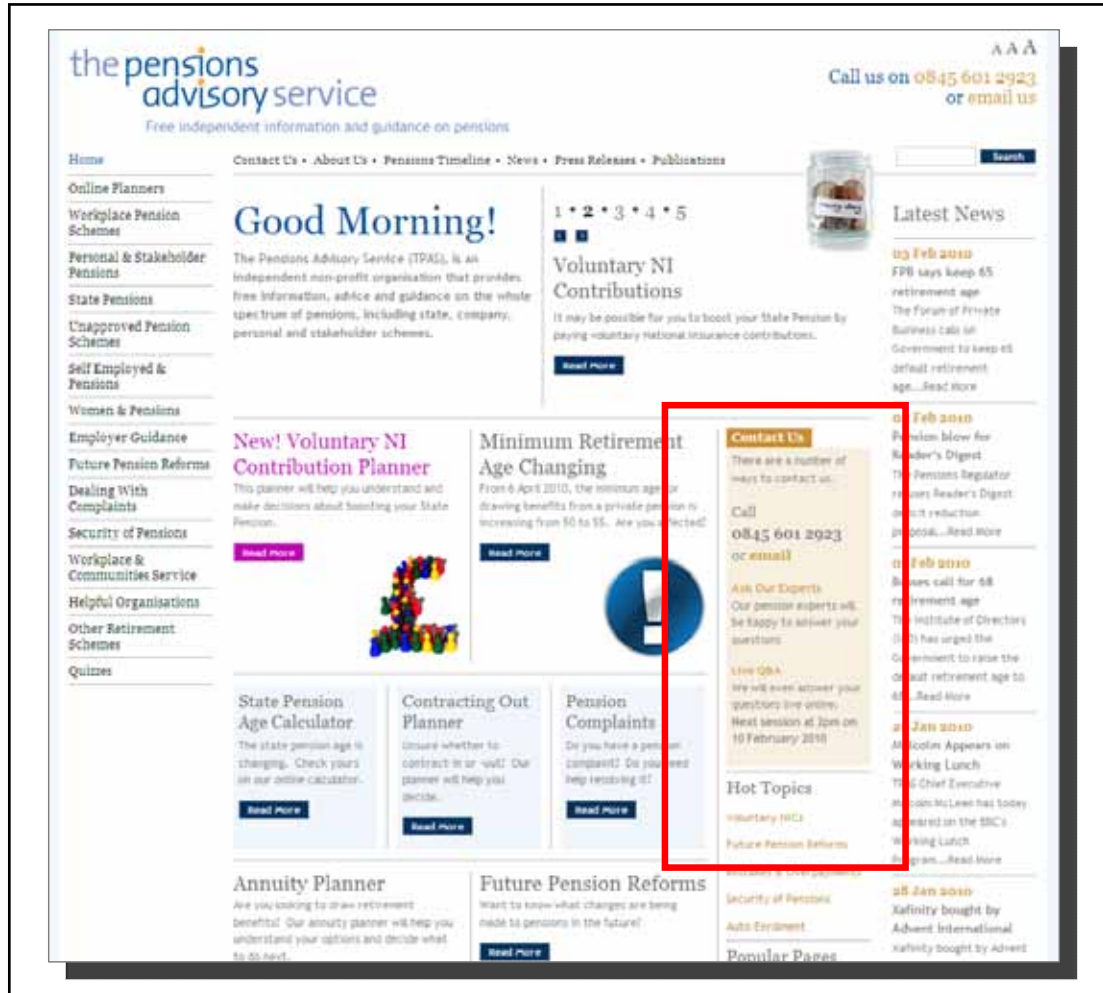 the pensions
advisory service
Free independent information and guidance on pensions
A A A
Call us on 0845 601 2923
or email us
Home
Contact Us • About Us • Pensions Timeline • News • Press Releases • Publications
Search
Online Planners
Workplace Pension
Schemes
Personal & Stakeholder
Pensions
State Pensions
Unapproved Pension
Schemes
Self Employed &
Pensions
Women & Pensions
Employer Guidance
Future Pension Reforms
Dealing With
Complaints
Security of Pensions
Workplace &
Communities Service
Helpful Organisations
Other Retirement
Schemes
Quizzes
Good Morning!
The Pensions Advisory Service (TPAS), is an
independent non-profit organisation that provides
free information, advice and guidance on the whole
spectrum of pensions, including state, company,
personal and stakeholder schemes.
1 • 2 • 3 • 4 • 5
Voluntary NI
Contributions
It may be possible for you to boost your State Pension by
paying voluntary National Insurance contributions.
Read More
New! Voluntary NI
Contribution Planner
This planner will help you understand and
make decisions about boosting your State
Pension.
Read More
Minimum Retirement
Age Changing
From 6 April 2010, the minimum age for
drawing benefits from a private pension is
increasing from 50 to 55. Are you affected?
Read More
Contact Us
There are a number of
ways to contact us.
Call
0845 601 2923
or email
Ask Our Experts
Our pension experts will
be happy to answer your
questions
Live Q&A
We will even answer your
questions live online.
Next session at 2pm on
10 February 2010
State Pension
Age Calculator
The state pension age is
changing. Check yours
on our online calculator.
Read More
Contracting Out
Planner
Unsure whether to
contract in or -out? Our
planner will help you
decide.
Read More
Pension
Complaints
Do you have a pension
complaint? Do you need
help resolving it?
Read More
Hot Topics
Voluntary NICs
Future Pension Reforms
Mistakes & Overpayments
Security of Pensions
Auto Enrolment
Popular Pages
Annuity Planner
Are you looking to draw retirement
benefits? Our annuity planner will help you
understand your options and decide what
to do next.
Future Pension Reforms
Want to know what changes are being
made to pensions in the future?
Read More
Latest News
03 Feb 2010
FPB says keep 65
retirement age
The Forum of Private
Business calls on
Government to keep 65
default retirement
age...Read More
Feb 2010
Pension blow for
Reader's Digest
The Pensions Regulator
refuses Reader's Digest
deficit reduction
proposal...Read More
Feb 2010
Bosses call for 68
retirement age
The Institute of Directors
(IoD) has urged the
Government to raise the
default retirement age to
...Read More
Jan 2010
Malcolm Appears on
Working Lunch
TPAS Chief Executive
Malcolm McLean has today
appeared on the BBC's
Working Lunch
Program...Read More
28 Jan 2010
Xafinity bought by
Advent International
Xafinity bought by Advent